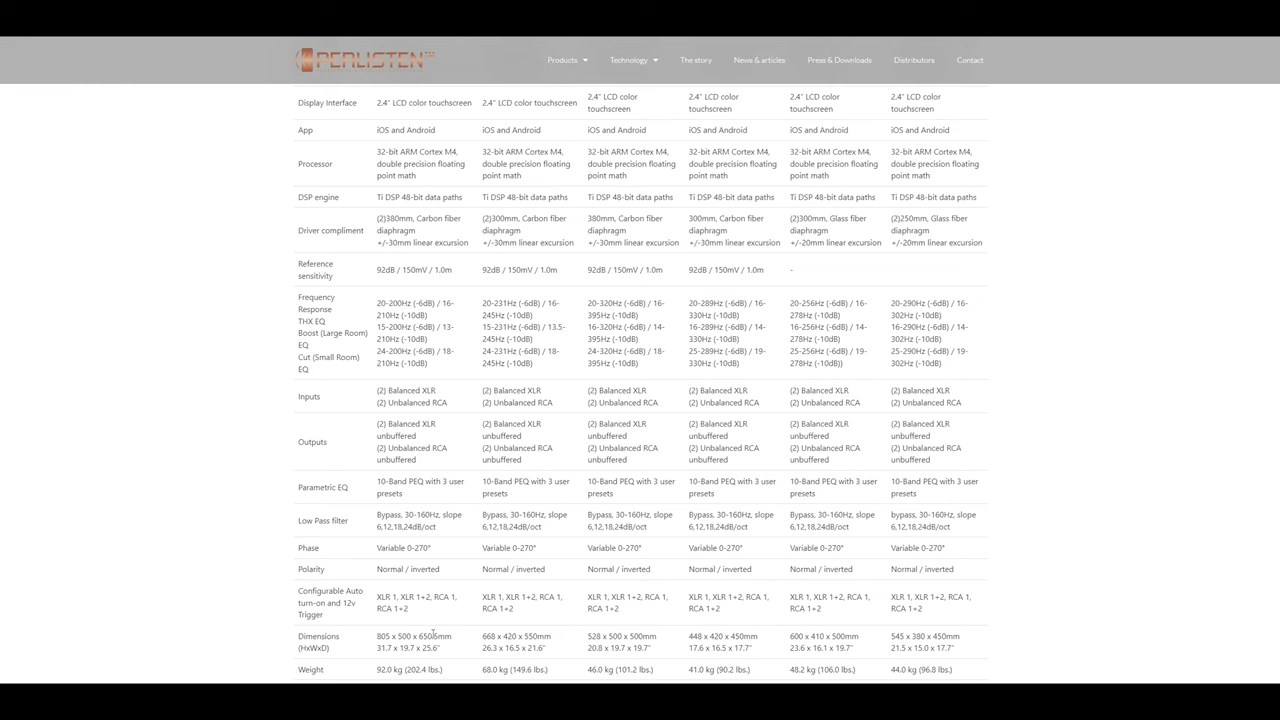 PERLISTEN™
Products Technology The story News & articles Press & Downloads Distributors Contact
Display Interface
2.4" LCD color touchscreen
2.4" LCD color touchscreen
2.4" LCD color
touchscreen
2.4" LCD color
touchscreen
2.4" LCD color
touchscreen
2.4" LCD color
touchscreen
App
iOS and Android
iOS and Android
iOS and Android
iOS and Android
iOS and Android
iOS and Android
Processor
32-bit ARM Cortex M4,
double precision floating
point math
32-bit ARM Cortex M4,
double precision floating
point math
32-bit ARM Cortex M4,
double precision floating
point math
32-bit ARM Cortex M4,
double precision floating
point math
32-bit ARM Cortex M4,
double precision floating
point math
32-bit ARM Cortex M4,
double precision floating
point math
DSP engine
Ti DSP 48-bit data paths
Ti DSP 48-bit data paths
Ti DSP 48-bit data paths
Ti DSP 48-bit data paths
Ti DSP 48-bit data paths
Ti DSP 48-bit data paths
Driver compliment
(2)380mm, Carbon fiber
diaphragm
+/-30mm linear excursion
(2)300mm, Carbon fiber
diaphragm
+/-30mm linear excursion
380mm, Carbon fiber
diaphragm
+/-30mm linear excursion
300mm, Carbon fiber
diaphragm
+/-30mm linear excursion
(2)300mm, Glass fiber
diaphragm
+/-20mm linear excursion
(2)250mm, Glass fiber
diaphragm
+/-20mm linear excursion
Reference
sensitivity
92dB / 150mV / 1.0m
92dB / 150mV / 1.0m
92dB / 150mV / 1.0m
92dB / 150mV / 1.0m
-
Frequency
Response
THX EQ
Boost (Large Room)
EQ
Cut (Small Room)
EQ
20-200Hz (-6dB) / 16-
210Hz (-10dB)
15-200Hz (-6dB) / 13-
210Hz (-10dB)
24-200Hz (-6dB) / 18-
210Hz (-10dB)
20-231Hz (-6dB) / 16-
245Hz (-10dB)
15-231Hz (-6dB) / 13.5-
245Hz (-10dB)
24-231Hz (-6dB) / 18-
245Hz (-10dB)
20-320Hz (-6dB) / 16-
395Hz (-10dB)
16-320Hz (-6dB) / 14-
395Hz (-10dB)
24-320Hz (-6dB) / 18-
395Hz (-10dB)
20-289Hz (-6dB) / 16-
330Hz (-10dB)
16-289Hz (-6dB) / 14-
330Hz (-10dB)
25-289Hz (-6dB) / 19-
330Hz (-10dB)
20-256Hz (-6dB) / 16-
278Hz (-10dB)
16-256Hz (-6dB) / 14-
278Hz (-10dB)
25-256Hz (-6dB) / 19-
278Hz (-10dB))
20-290Hz (-6dB) / 16-
302Hz (-10dB)
16-290Hz (-6dB) / 14-
302Hz (-10dB)
25-290Hz (-6dB) / 19-
302Hz (-10dB)
Inputs
(2) Balanced XLR
(2) Unbalanced RCA
(2) Balanced XLR
(2) Unbalanced RCA
(2) Balanced XLR
(2) Unbalanced RCA
(2) Balanced XLR
(2) Unbalanced RCA
(2) Balanced XLR
(2) Unbalanced RCA
(2) Balanced XLR
(2) Unbalanced RCA
Outputs
(2) Balanced XLR
unbuffered
(2) Unbalanced RCA
unbuffered
(2) Balanced XLR
unbuffered
(2) Unbalanced RCA
unbuffered
(2) Balanced XLR
unbuffered
(2) Unbalanced RCA
unbuffered
(2) Balanced XLR
unbuffered
(2) Unbalanced RCA
unbuffered
(2) Balanced XLR
unbuffered
(2) Unbalanced RCA
unbuffered
(2) Balanced XLR
unbuffered
(2) Unbalanced RCA
unbuffered
Parametric EQ
10-Band PEQ with 3 user
presets
10-Band PEQ with 3 user
presets
10-Band PEQ with 3 user
presets
10-Band PEQ with 3 user
presets
10-Band PEQ with 3 user
presets
10-Band PEQ with 3 user
presets
Low Pass filter
Bypass, 30-160Hz, slope
6,12,18,24dB/oct
Bypass, 30-160Hz, slope
6,12,18,24dB/oct
Bypass, 30-160Hz, slope
6,12,18,24dB/oct
Bypass, 30-160Hz, slope
6,12,18,24dB/oct
Bypass, 30-160Hz, slope
6,12,18,24dB/oct
bypass, 30-160Hz, slope
6,12,18,24dB/oct
Phase
Variable 0-270°
Variable 0-270°
Variable 0-270°
Variable 0-270°
Variable 0-270°
Variable 0-270°
Polarity
Normal / inverted
Normal / inverted
Normal / inverted
Normal / inverted
Normal / inverted
Normal / inverted
Configurable Auto
turn-on and 12v
Trigger
XLR 1, XLR 1+2, RCA 1,
RCA 1+2
XLR 1, XLR 1+2, RCA 1,
RCA 1+2
XLR 1, XLR 1+2, RCA 1,
RCA 1+2
XLR 1, XLR 1+2, RCA 1,
RCA 1+2
XLR 1, XLR 1+2, RCA 1,
RCA 1+2
XLR 1, XLR 1+2, RCA 1,
RCA 1+2
Dimensions
(HxWxD)
805 x 500 x 650.6mm
31.7 x 19.7 x 25.6"
668 x 420 x 550mm
26.3 x 16.5 x 21.6"
528 x 500 x 500mm
20.8 x 19.7 x 19.7"
448 x 420 x 450mm
17.6 x 16.5 x 17.7"
600 x 410 x 500mm
23.6 x 16.1 x 19.7"
545 x 380 x 450mm
21.5 x 15.0 x 17.7"
Weight
92.0 kg (202.4 lbs.)
68.0 kg (149.6 lbs.)
46.0 kg (101.2 lbs.)
41.0 kg (90.2 lbs.)
48.2 kg (106.0 lbs.)
44.0 kg (96.8 lbs.)